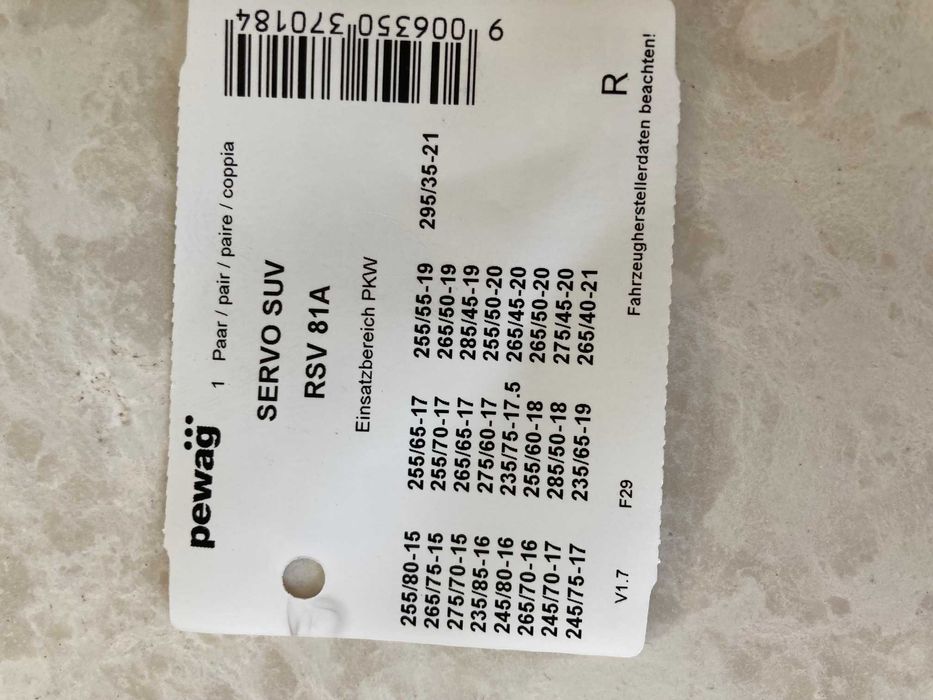 pewag
1 Paar / pair / paire / coppia
9 006350 370184
SERVO SUV
RSV 81A
Einsatzbereich PKW
255/80-15 255/65-17 255/55-19 295/35-21
265/75-15 255/70-17 265/50-19
275/70-15 265/65-17 285/45-19
235/85-16 275/60-17 255/50-20
245/80-16 235/75-17.5 265/45-20
265/70-16 255/60-18 265/50-20
245/70-17 285/50-18 275/45-20
245/75-17 235/65-19 265/40-21
V1.7 F29 R
Fahrzeugherstellerdaten beachten!